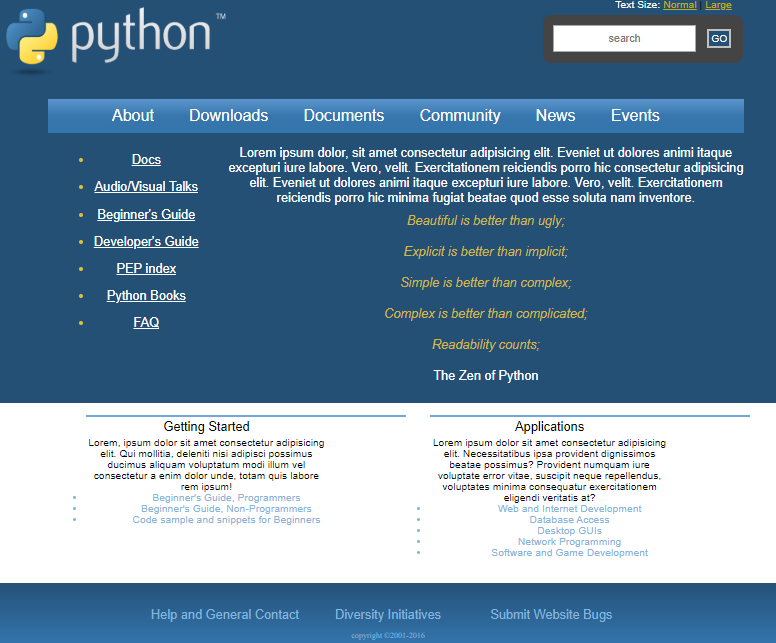 python™
Text Size: Normal | Large
search
GO
About Downloads Documents Community News Events
Docs
Audio/Visual Talks
Beginner's Guide
Developer's Guide
PEP index
Python Books
FAQ
Lorem ipsum dolor, sit amet consectetur adipisicing elit. Eveniet ut dolores animi itaque
excepturi iure labore. Vero, velit. Exercitationem reiciendis porro hic consectetur adipisicing
elit. Eveniet ut dolores animi itaque excepturi iure labore. Vero, velit. Exercitationem
reiciendis porro hic minima fugiat beatae quod esse soluta nam inventore.
Beautiful is better than ugly;
Explicit is better than implicit;
Simple is better than complex;
Complex is better than complicated;
Readability counts;
The Zen of Python
Getting Started
Lorem, ipsum dolor sit amet consectetur adipisicing
elit. Qui mollitia, deleniti nisi adipisci possimus
ducimus aliquam voluptatum modi illum vel
consectetur a enim dolor unde, totam quis labore
rem ipsum!
Beginner's Guide, Programmers
Beginner's Guide, Non-Programmers
Code sample and snippets for Beginners
Applications
Lorem ipsum dolor sit amet consectetur adipisicing
elit. Necessitatibus ipsa provident dignissimos
beatae possimus? Provident numquam iure
voluptate error vitae, suscipit neque repellendus,
voluptates minima consequatur exercitationem
eligendi veritatis at?
Web and Internet Development
Database Access
Desktop GUIs
Network Programming
Software and Game Development
Help and General Contact Diversity Initiatives Submit Website Bugs
copyright ©2001-2016